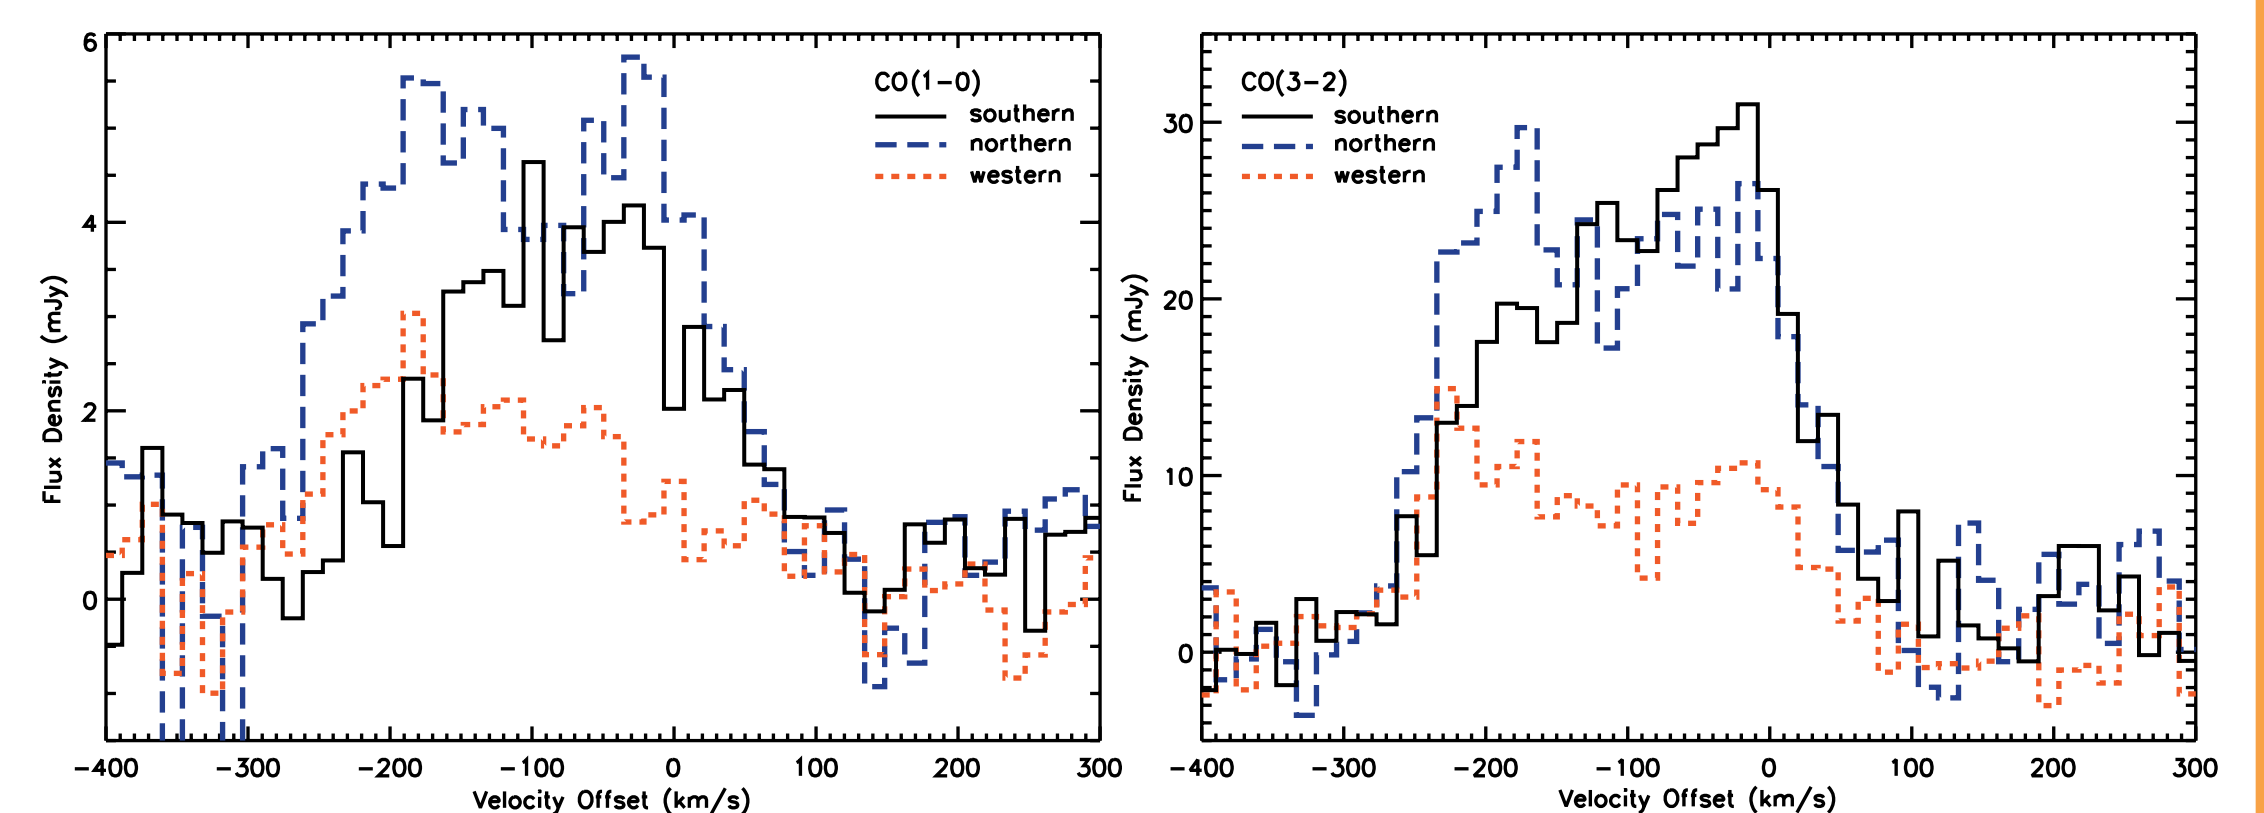 6
4
2
0
Flux Density (mJy)
CO(1-0)
southern
northern
western
-400 -300 -200 -100 0 100 200 300
Velocity Offset (km/s)
30
20
10
0
Flux Density (mJy)
CO(3-2)
southern
northern
western
-400 -300 -200 -100 0 100 200 300
Velocity Offset (km/s)